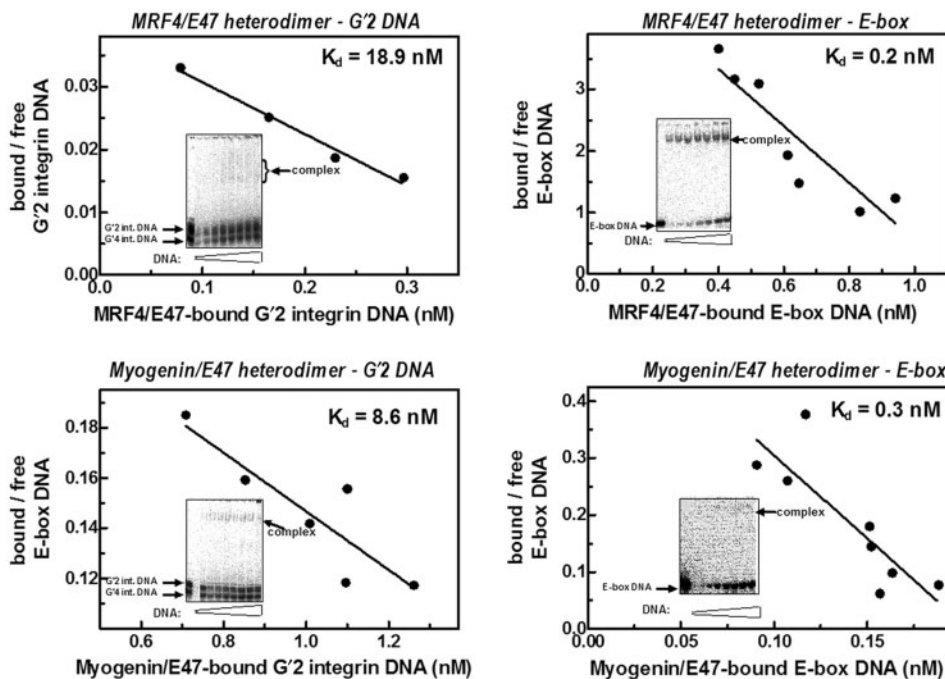 MRF4/E47 heterodimer - G'2 DNA
K_d = 18.9 nM
bound / free
G'2 integrin DNA
0.03
0.02
0.01
0.00
complex
G'2 int. DNA
G'4 int. DNA
DNA:
0.0 0.1 0.2 0.3
MRF4/E47-bound G'2 integrin DNA (nM)
MRF4/E47 heterodimer - E-box
K_d = 0.2 nM
bound / free
E-box DNA
3
2
1
0
complex
E-box DNA
DNA:
0.0 0.2 0.4 0.6 0.8 1.0
MRF4/E47-bound E-box DNA (nM)
Myogenin/E47 heterodimer - G'2 DNA
K_d = 8.6 nM
bound / free
E-box DNA
0.18
0.16
0.14
0.12
complex
G'2 int. DNA
G'4 int. DNA
DNA:
0.6 0.8 1.0 1.2
Myogenin/E47-bound G'2 integrin DNA (nM)
Myogenin/E47 heterodimer - E-box
K_d = 0.3 nM
bound / free
E-box DNA
0.4
0.3
0.2
0.1
0.0
complex
E-box DNA
DNA:
0.00 0.05 0.10 0.15
Myogenin/E47-bound E-box DNA (nM)